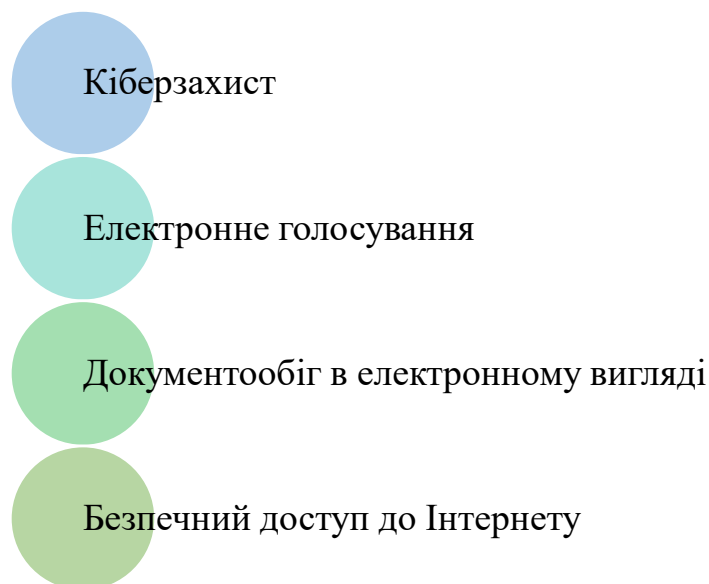 Кіберзахист
Електронне голосування
Документообіг в електронному вигляді
Безпечний доступ до Інтернету